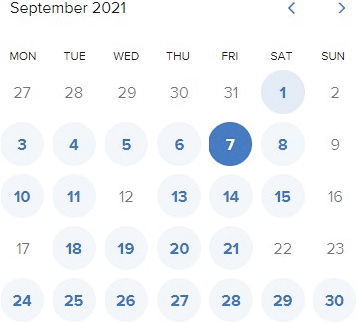 September 2021
MON TUE WED THU FRI SAT SUN
27 28 29 30 31 1 2
3 4 5 6 7 8 9
10 11 12 13 14 15 16
17 18 19 20 21 22 23
24 25 26 27 28 29 30